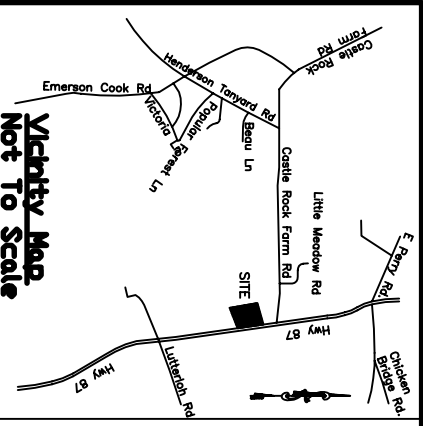 Castle Rock
Farm Rd
Henderson Tanyard Rd
Emerson Cook Rd
Victoria
Popular
Forest Ln
Beau Ln
Castle Rock Farm Rd
Little Meadow Rd
E Perry Rd.
SITE
Hwy 87
Chicken
Bridge Rd.
Lutterloh Rd
Hwy 87
Vicinity Map
Not To Scale